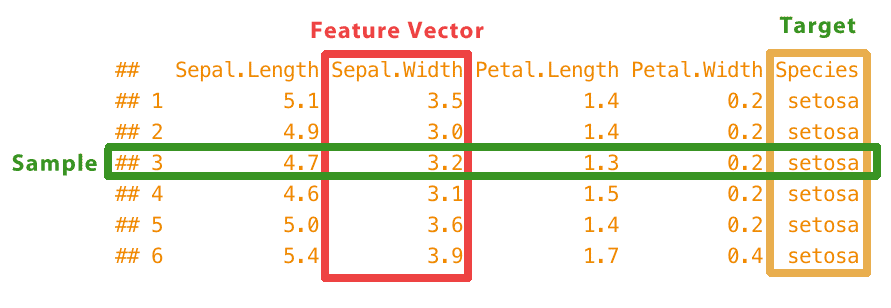 Target
Feature Vector
## Sepal.Length Sepal.Width Petal.Length Petal.Width Species
## 1 5.1 3.5 1.4 0.2 setosa
## 2 4.9 3.0 1.4 0.2 setosa
Sample ## 3 4.7 3.2 1.3 0.2 setosa
## 4 4.6 3.1 1.5 0.2 setosa
## 5 5.0 3.6 1.4 0.2 setosa
## 6 5.4 3.9 1.7 0.4 setosa